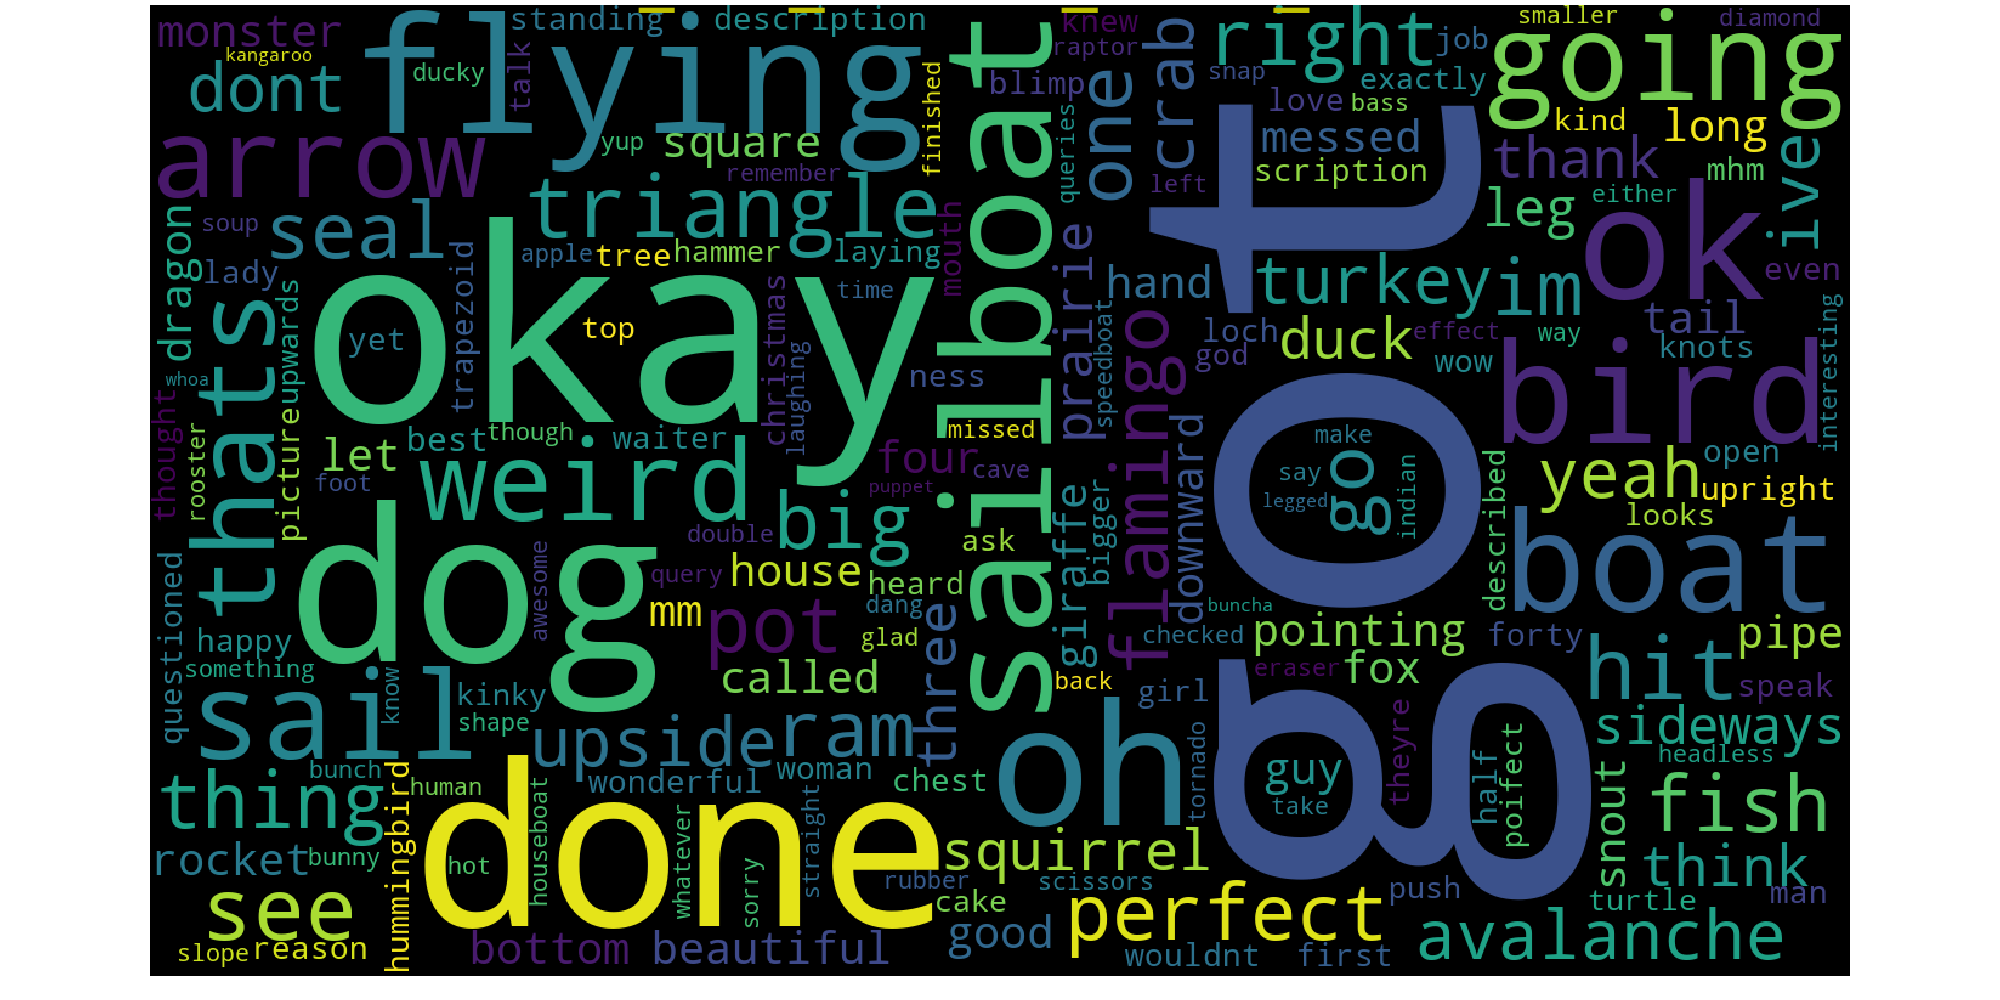 monster
kangaroo
dont
flying
ducky
talk
standing
description
knew
raptor
blimp
sailboat
queries
one
crab
right
snap
love
bass
job
exactly
smaller
diamond
going
kind
long
arrow
yup
square
finished
remember
messed
scription
left
thank
mhm
ive
triangle
seal
soup
lady
dragon
trapezoid
apple
tree
hammer
laying
mouth
prairie
hand
got
turkey
im
leg
either
ok
even
thats
upwards
picture
yet
okay
top
time
christmas
laughing
ness
speedboat
flamingo
loch
god
duck
effect
wow
way
tail
knots
interesting
whoa
thought
rooster
let
foot
best
though
waiter
weird
four
missed
cave
puppet
giraffe
bigger
downward
make
say
go
legged
indian
described
bird
yeah
open
upright
looks
dog
big
double
ask
query
house
heard
awesome
mm
pot
dang
glad
three
buncha
checked
pointing
boat
forty
pipe
questioned
happy
something
sail
know
kinky
shape
called
back
girl
eraser
fox
hit
speak
upside
ram
oh
tornado
theyre
sideways
headless
thing
bunch
human
hummingbird
wonderful
woman
chest
guy
take
half
poifect
snout
fish
rocket
bunny
hot
done
houseboat
whatever
sorry
straight
squirrel
rubber
scissors
cake
push
think
turtle
man
see
slope
reason
bottom
beautiful
good
perfect
wouldnt
first
avalanche